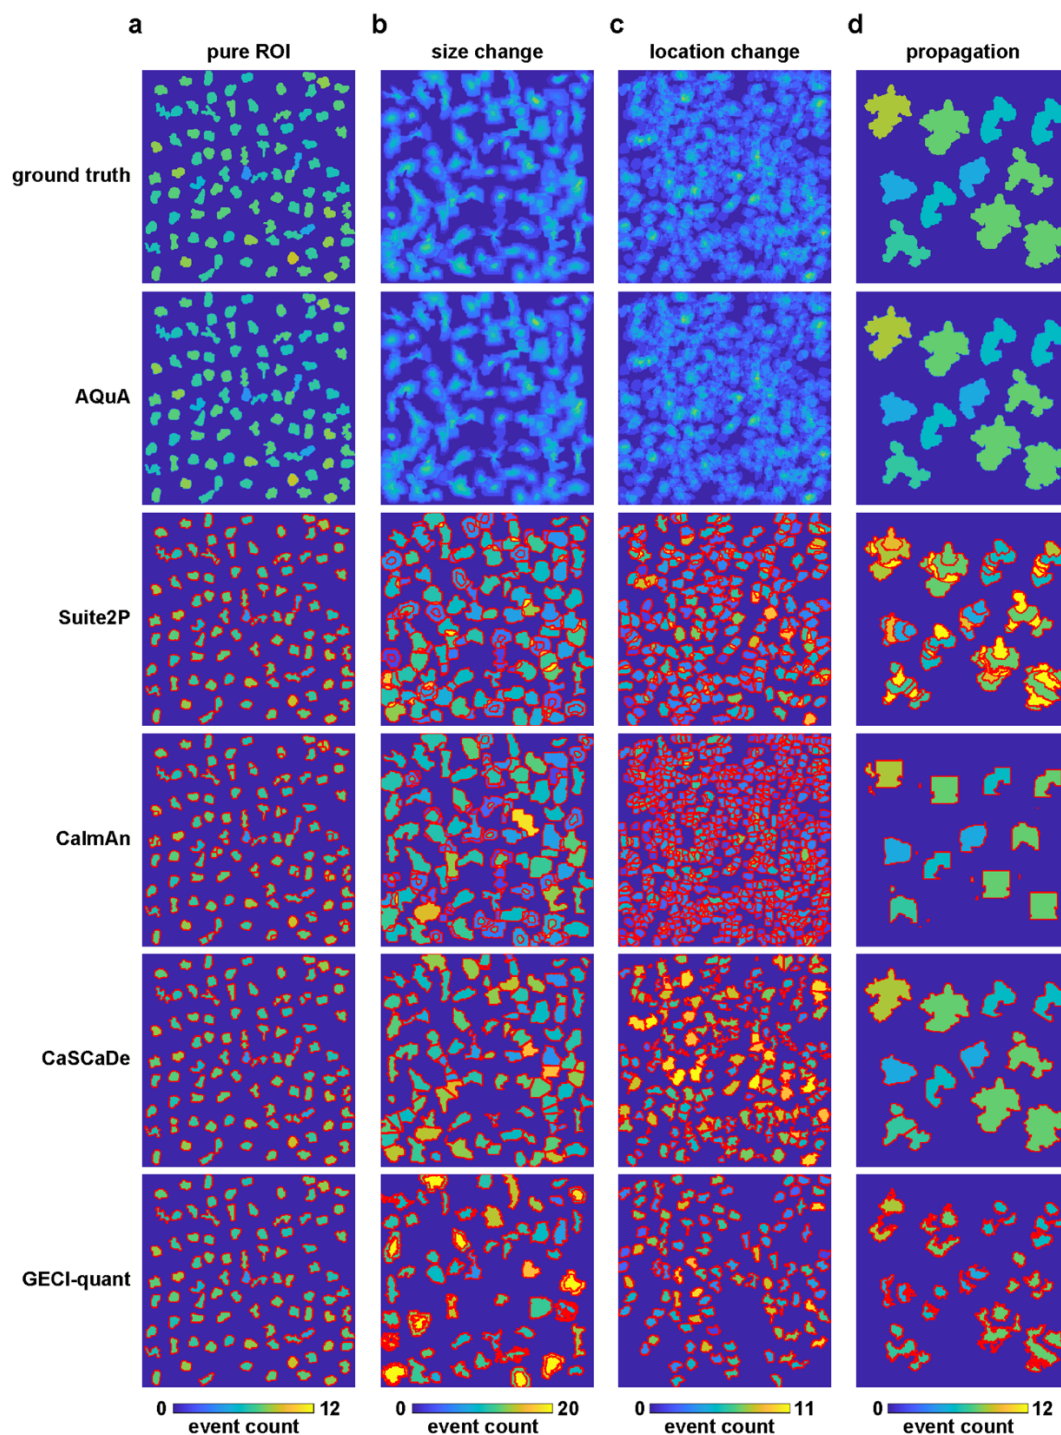 a b c d
pure ROI size change location change propagation
ground truth
AQuA
Suite2P
CaImAn
CaSCaDe
GECI-quant
0 12 0 20 0 11 0 12
event count event count event count event count